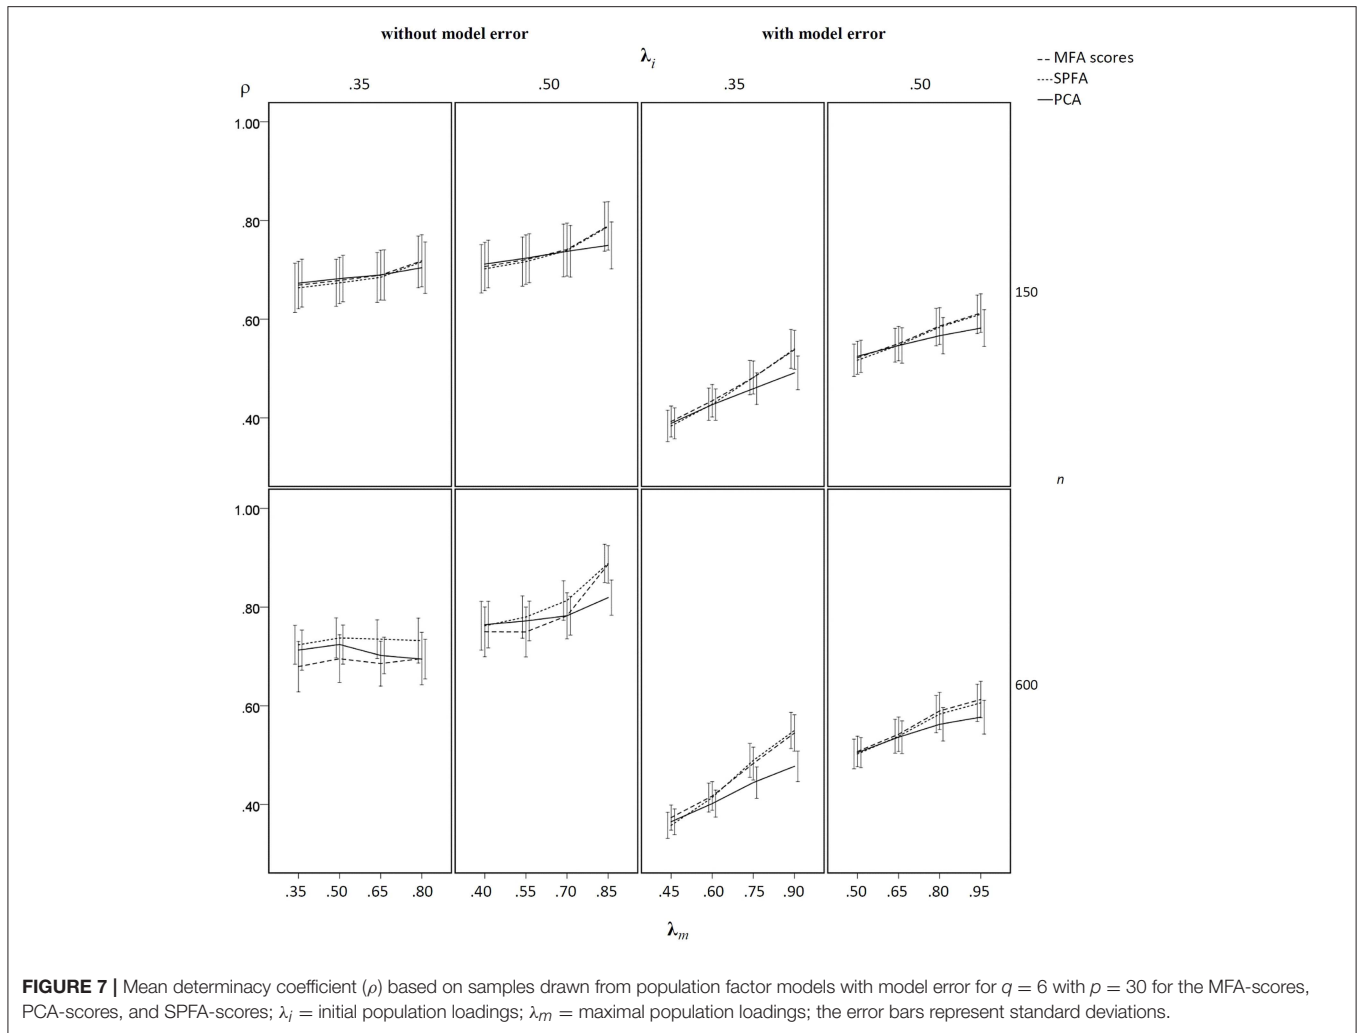 without model error with model error
λi
MFA scores
SPFA
PCA
ρ .35 .50 .35 .50
1.00
.80
.60
.40
150
n
1.00
.80
.60
.40
600
.35 .50 .65 .80 .40 .55 .70 .85 .45 .60 .75 .90 .50 .65 .80 .95
λm
FIGURE 7 | Mean determinacy coefficient (ρ) based on samples drawn from population factor models with model error for q = 6 with p = 30 for the MFA-scores,
PCA-scores, and SPFA-scores; λi = initial population loadings; λm = maximal population loadings; the error bars represent standard deviations.